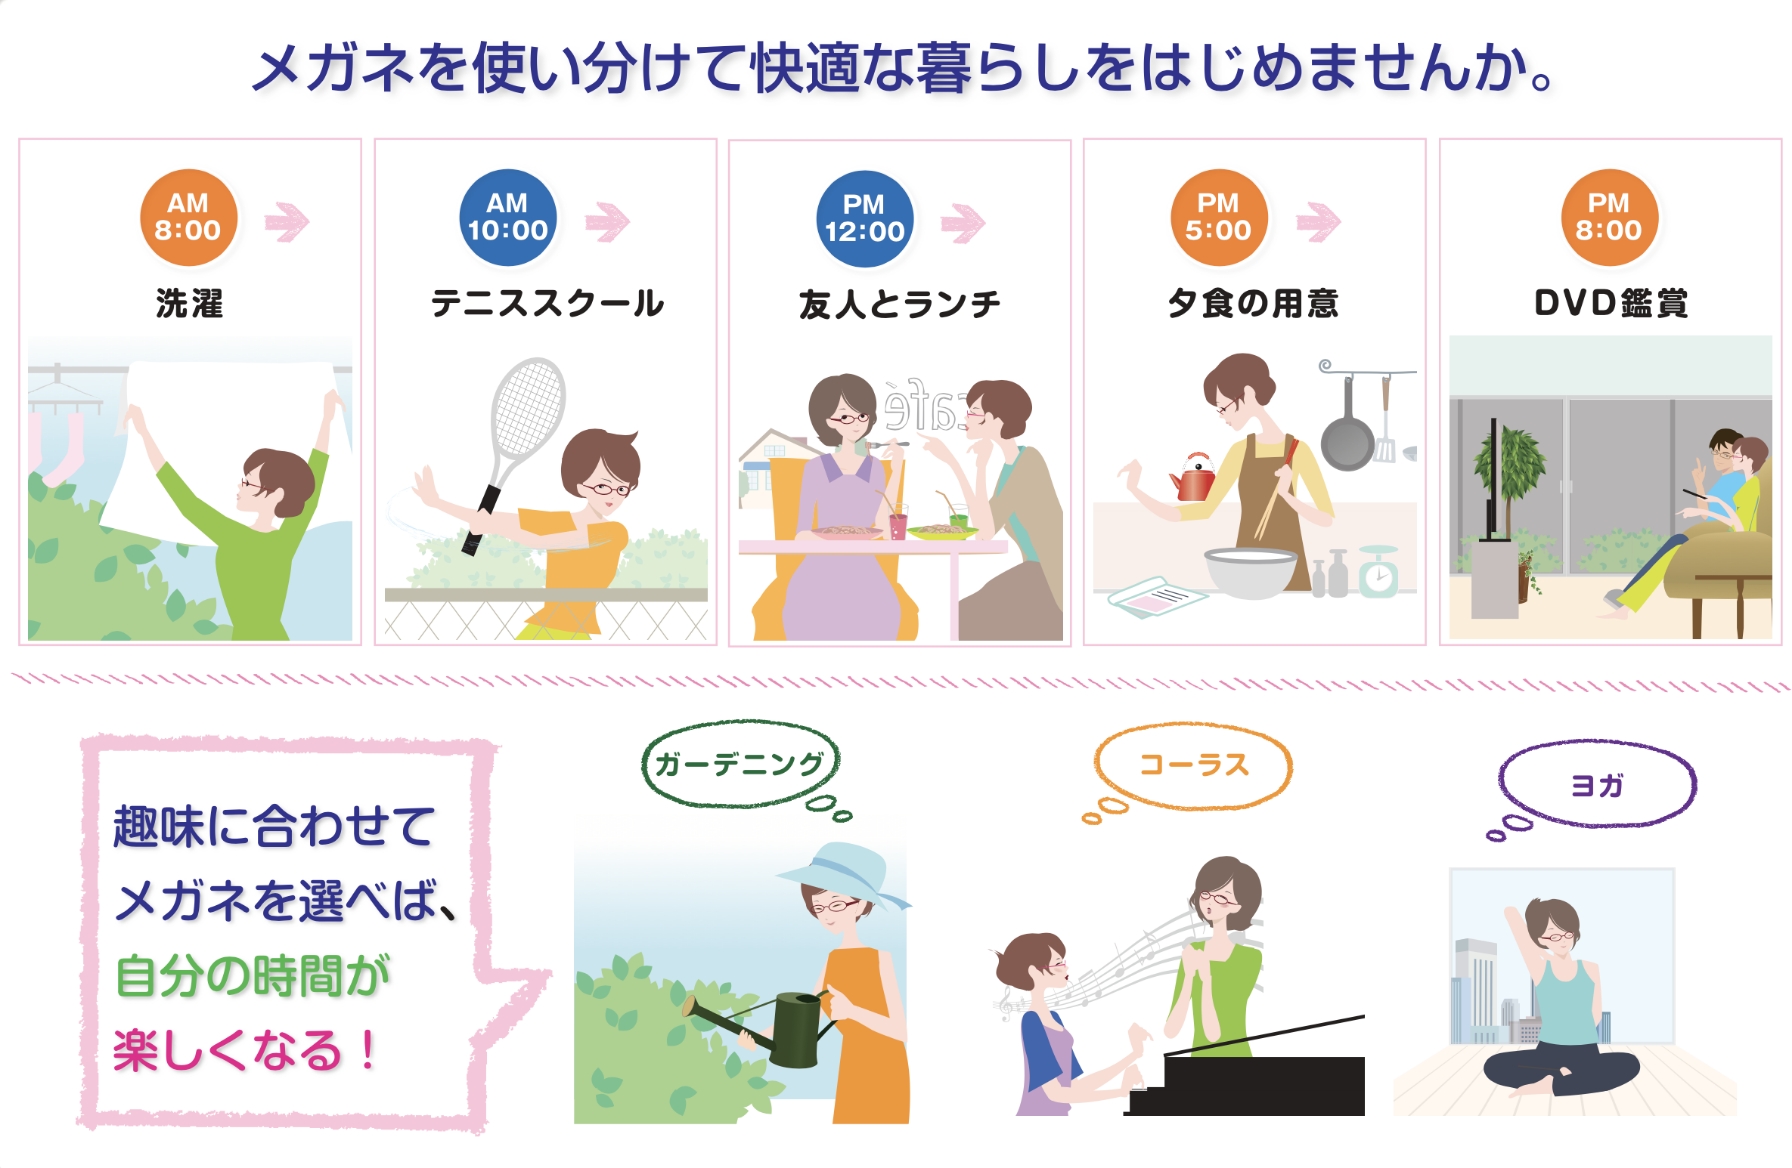 メガネを使い分けて快適な暮らしをはじめませんか。
AM
8:00
洗濯
AM
10:00
テニススクール
PM
12:00
友人とランチ
café
PM
5:00
夕食の用意
PM
8:00
DVD鑑賞
趣味に合わせて
メガネを選べば、
自分の時間が
楽しくなる！
ガーデニング
コーラス
ヨガ